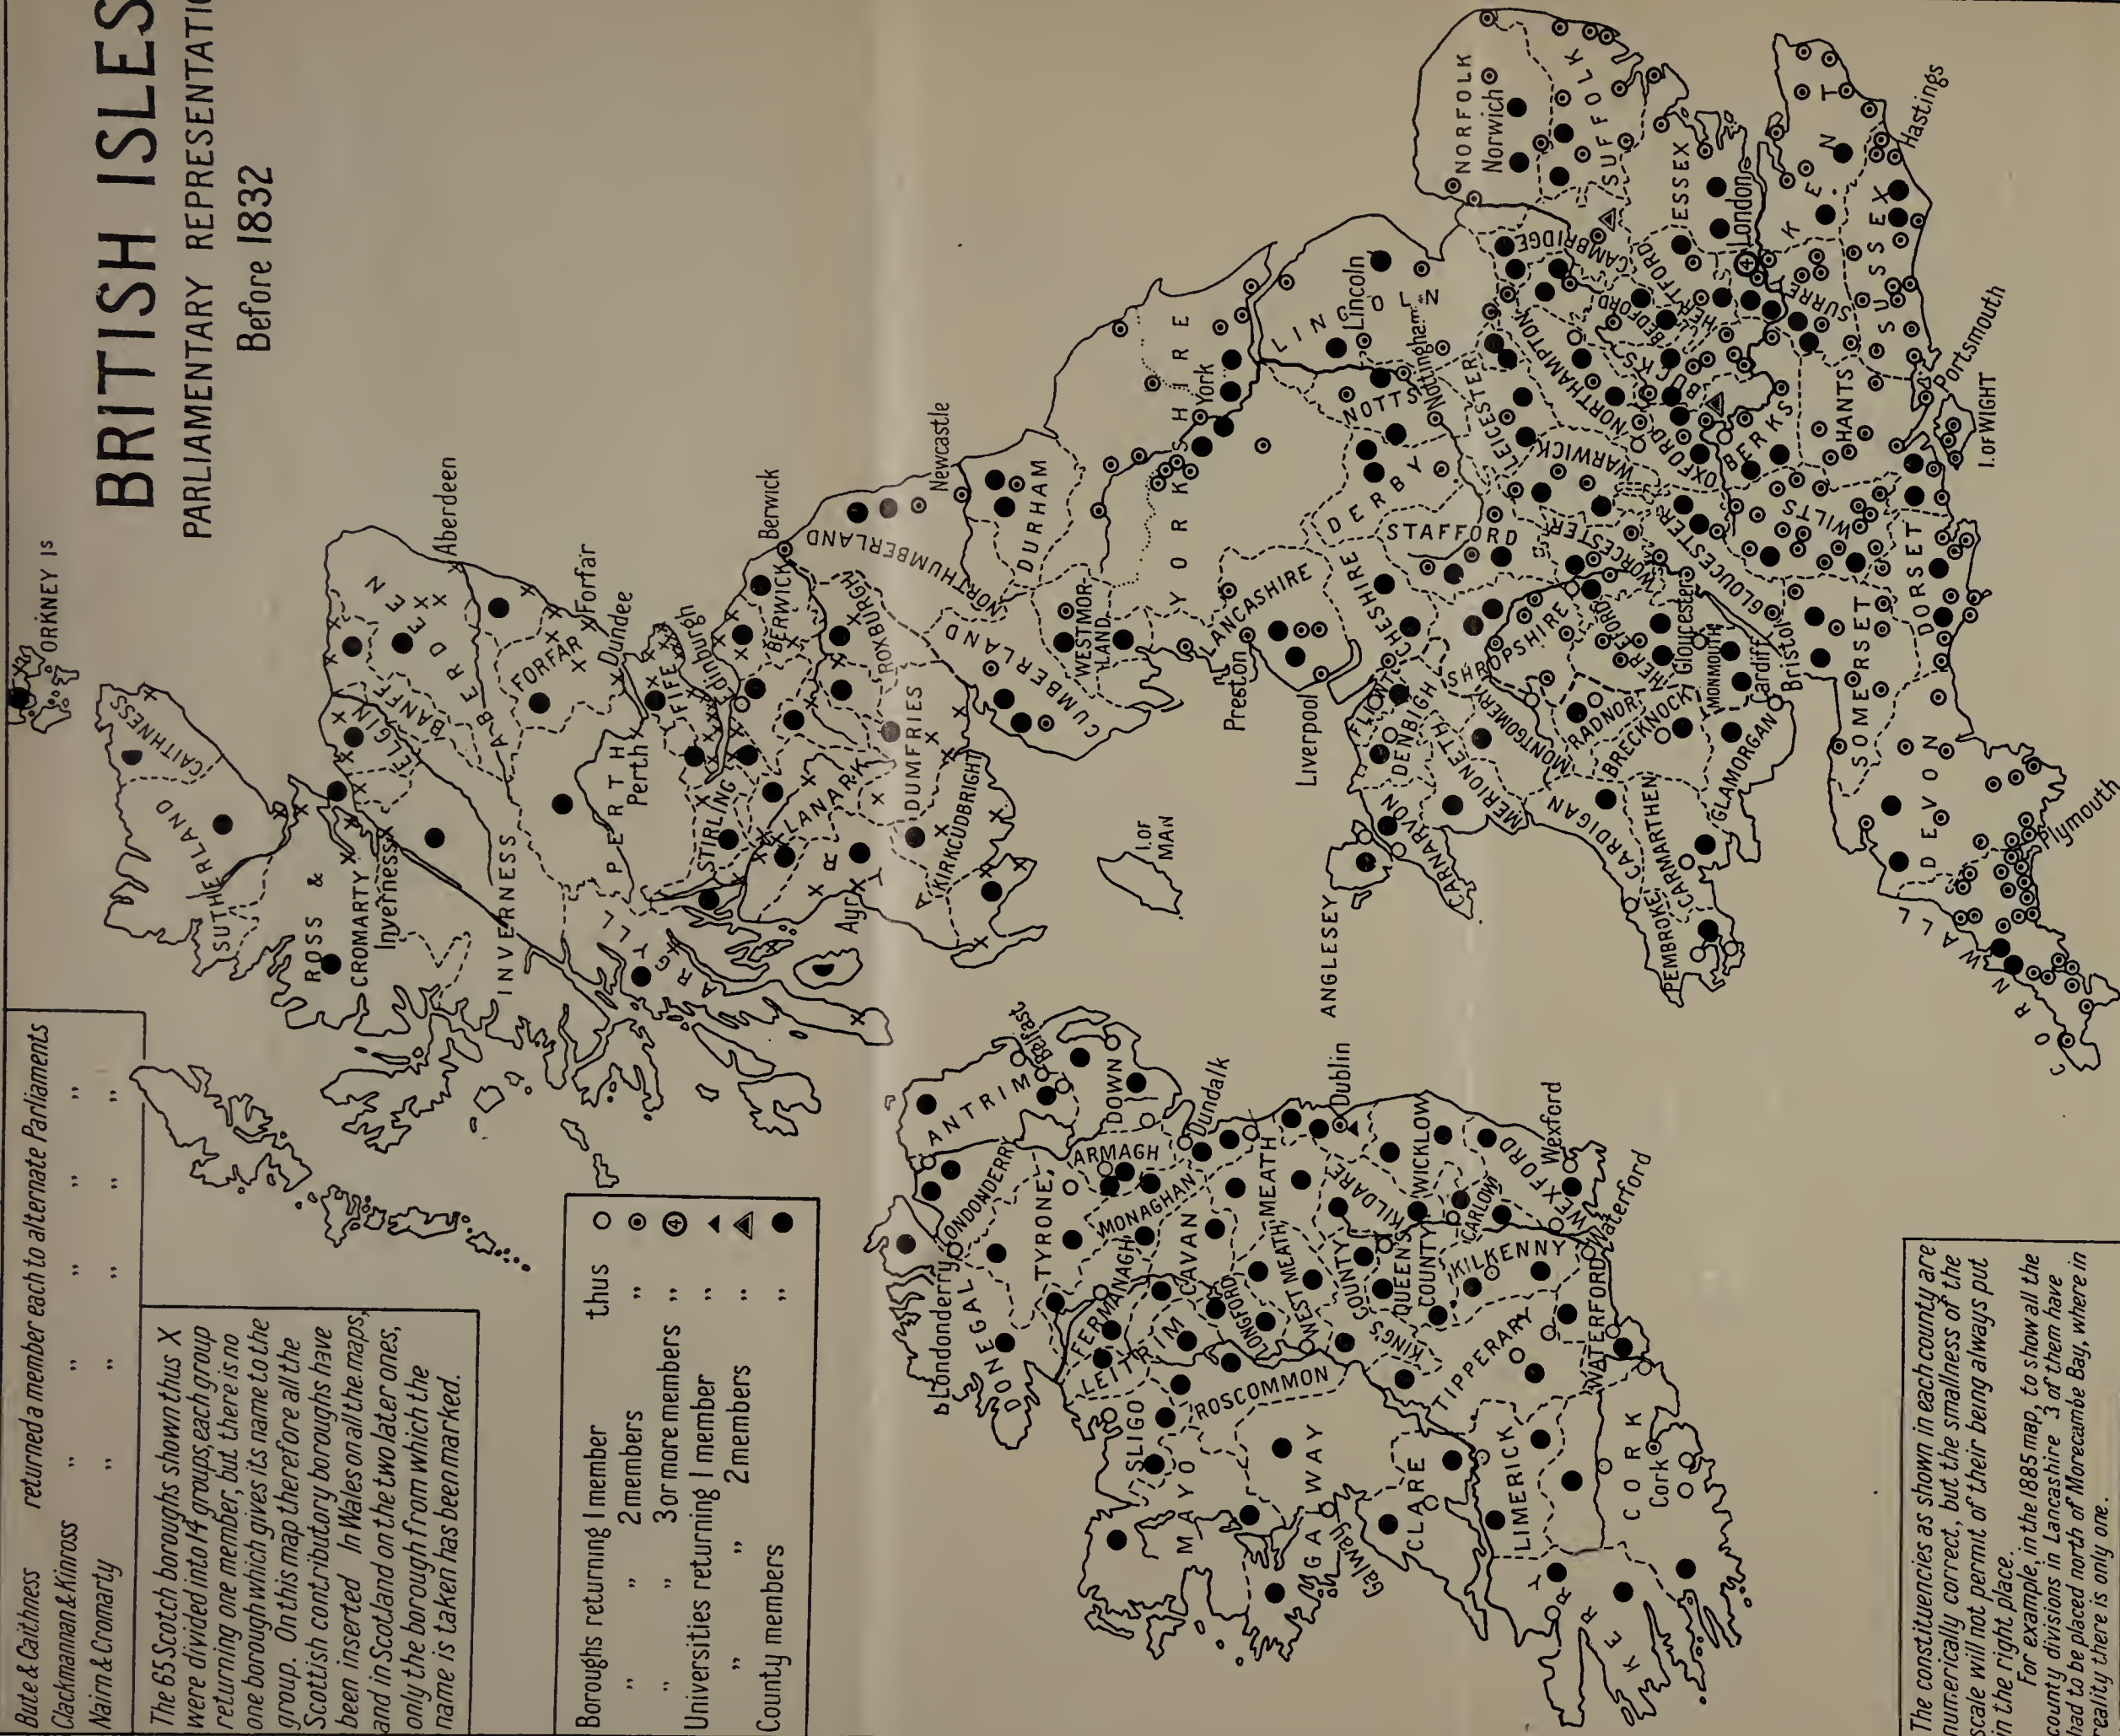 BRITISH ISLES
PARLIAMENTARY REPRESENTATIO
Before 1832
Bute & Caithness returned a member each to alternate Parliaments
Clackmannan & Kinross " " " " "
Nairn & Cromarty " " " " "
The 65 Scotch boroughs shown thus X
were divided into 14 groups, each group
returning one member, but there is no
one borough which gives its name to the
group. On this map therefore all the
Scottish contributory boroughs have
been inserted In Wales on all the maps,
and in Scotland on the two later ones,
only the borough from which the
name is taken has been marked.
Boroughs returning 1 member thus
" " 2 members "
" " 3 or more members " 4
Universities returning 1 member "
" " 2 members "
County members "
The constituencies as shown in each county are
numerically correct, but the smallness of the
scale will not permit of their being always put
in the right place.
For example, in the 1885 map, to show all the
county divisions in Lancashire 3 of them have
had to be placed north of Morecambe Bay, where in
reality there is only one.
ORKNEY Is
CAITHNESS
SUTHERLAND
ROSS &
CROMARTY
Inverness
INVERNESS
ELGIN
BANFF
ABERDEEN
Aberdeen
FORFAR
Forfar
Dundee
PERTH
Perth
FIFE
STIRLING
ARGYLL
Edinburgh
BERWICK
Berwick
ROXBURGH
LANARK
AYR
Ayr
DUMFRIES
KIRKCUDBRIGHT
NORTHUMBERLAND
Newcastle
DURHAM
CUMBERLAND
WESTMOR-
LAND
YORKSHIRE
York
LANCASHIRE
Preston
Liverpool
I. OF
MAN
CHESHIRE
DERBY
NOTTS
Nottingham
LINCOLN
Lincoln
STAFFORD
LEICESTER
SHROPSHIRE
WARWICK
WORCESTER
NORTHAMPTON
NORFOLK
Norwich
SUFFOLK
CAMBRIDGE
ESSEX
HERTFORD
BEDFORD
BUCKS
OXFORD
London
4
KENT
SURREY
SUSSEX
Hastings
BERKS
HANTS
Portsmouth
I. OF WIGHT
WILTS
DORSET
SOMERSET
GLOUCESTER
Gloucester
HEREFORD
MONMOUTH
Bristol
Cardiff
DEVON
Plymouth
CORNWALL
ANGLESEY
CARNARVON
DENBIGH
FLINT
MERIONETH
MONTGOMERY
RADNOR
BRECKNOCK
CARDIGAN
CARMARTHEN
PEMBROKE
GLAMORGAN
ANTRIM
Belfast
DOWN
LONDONDERRY
Londonderry
DONEGAL
TYRONE
ARMAGH
Dundalk
MONAGHAN
FERMANAGH
CAVAN
LEITRIM
SLIGO
ROSCOMMON
LONGFORD
MEATH
WEST MEATH
Dublin
KILDARE
WICKLOW
KING'S COUNTY
QUEEN'S
COUNTY
CARLOW
KILKENNY
WEXFORD
Wexford
WATERFORD
Waterford
TIPPERARY
MAYO
GALWAY
Galway
CLARE
LIMERICK
KERRY
CORK
Cork